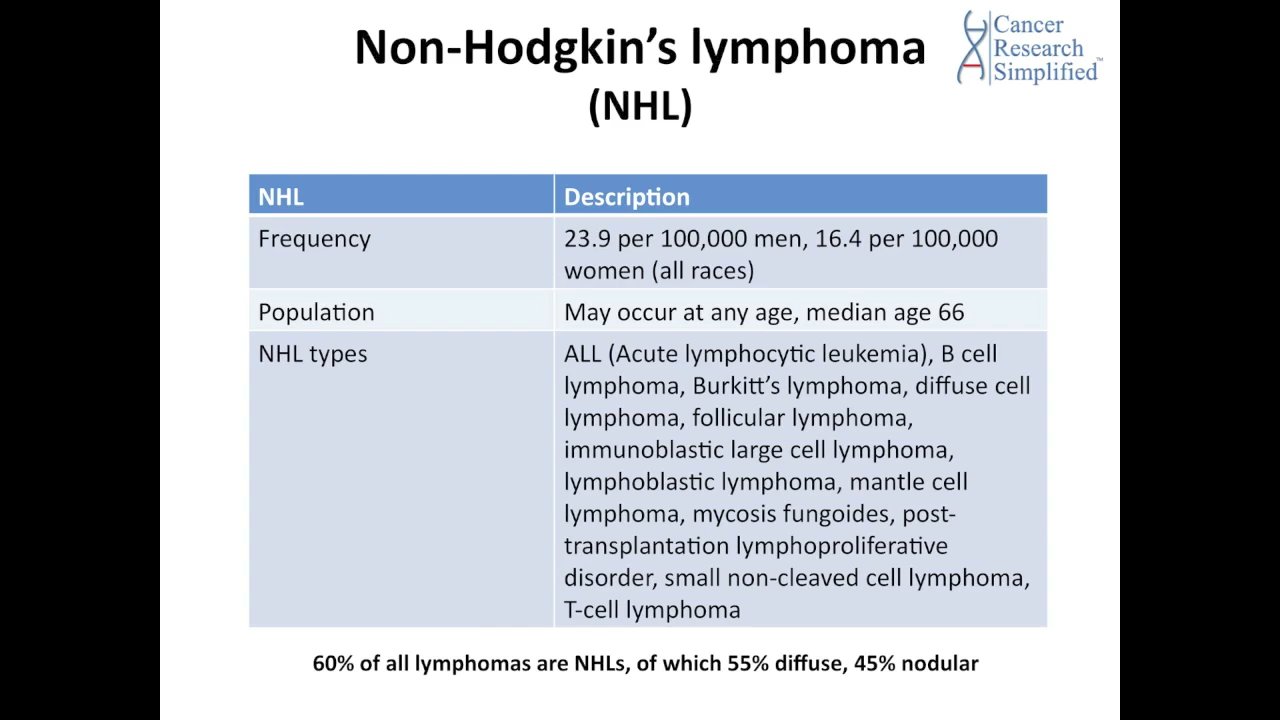 Non-Hodgkin’s lymphoma
(NHL)
Cancer
Research
Simplified™
NHL
Description
Frequency
23.9 per 100,000 men, 16.4 per 100,000
women (all races)
Population
May occur at any age, median age 66
NHL types
ALL (Acute lymphocytic leukemia), B cell
lymphoma, Burkitt’s lymphoma, diffuse cell
lymphoma, follicular lymphoma,
immunoblastic large cell lymphoma,
lymphoblastic lymphoma, mantle cell
lymphoma, mycosis fungoides, post-
transplantation lymphoproliferative
disorder, small non-cleaved cell lymphoma,
T-cell lymphoma
60% of all lymphomas are NHLs, of which 55% diffuse, 45% nodular